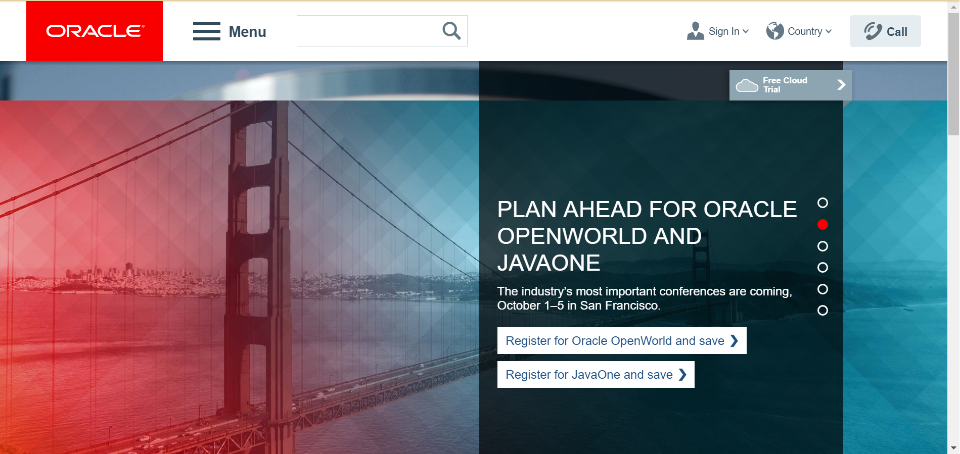 ORACLE®
Menu
Sign In
Country
Call
Free Cloud
Trial
PLAN AHEAD FOR ORACLE
OPENWORLD AND
JAVAONE
The industry's most important conferences are coming,
October 1–5 in San Francisco.
Register for Oracle OpenWorld and save
Register for JavaOne and save